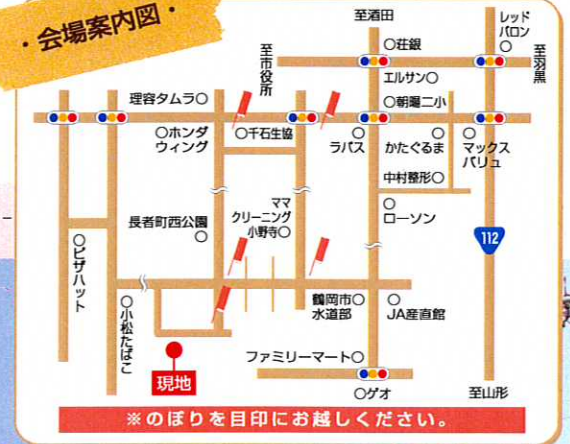 ・会場案内図・
至酒田
レッド
バロン
荘銀
至市役所
至羽黒
エルサン
理容タムラ
朝暘二小
ホンダ
ウィング
千石生協
ラパス
かたぐるま
マックス
バリュ
中村整形
ママ
クリーニング
小野寺
ローソン
長者町西公園
112
ピザハット
小松たばこ
鶴岡市
水道部
JA産直館
現地
ファミリーマート
ゲオ
至山形
※のぼりを目印にお越しください。